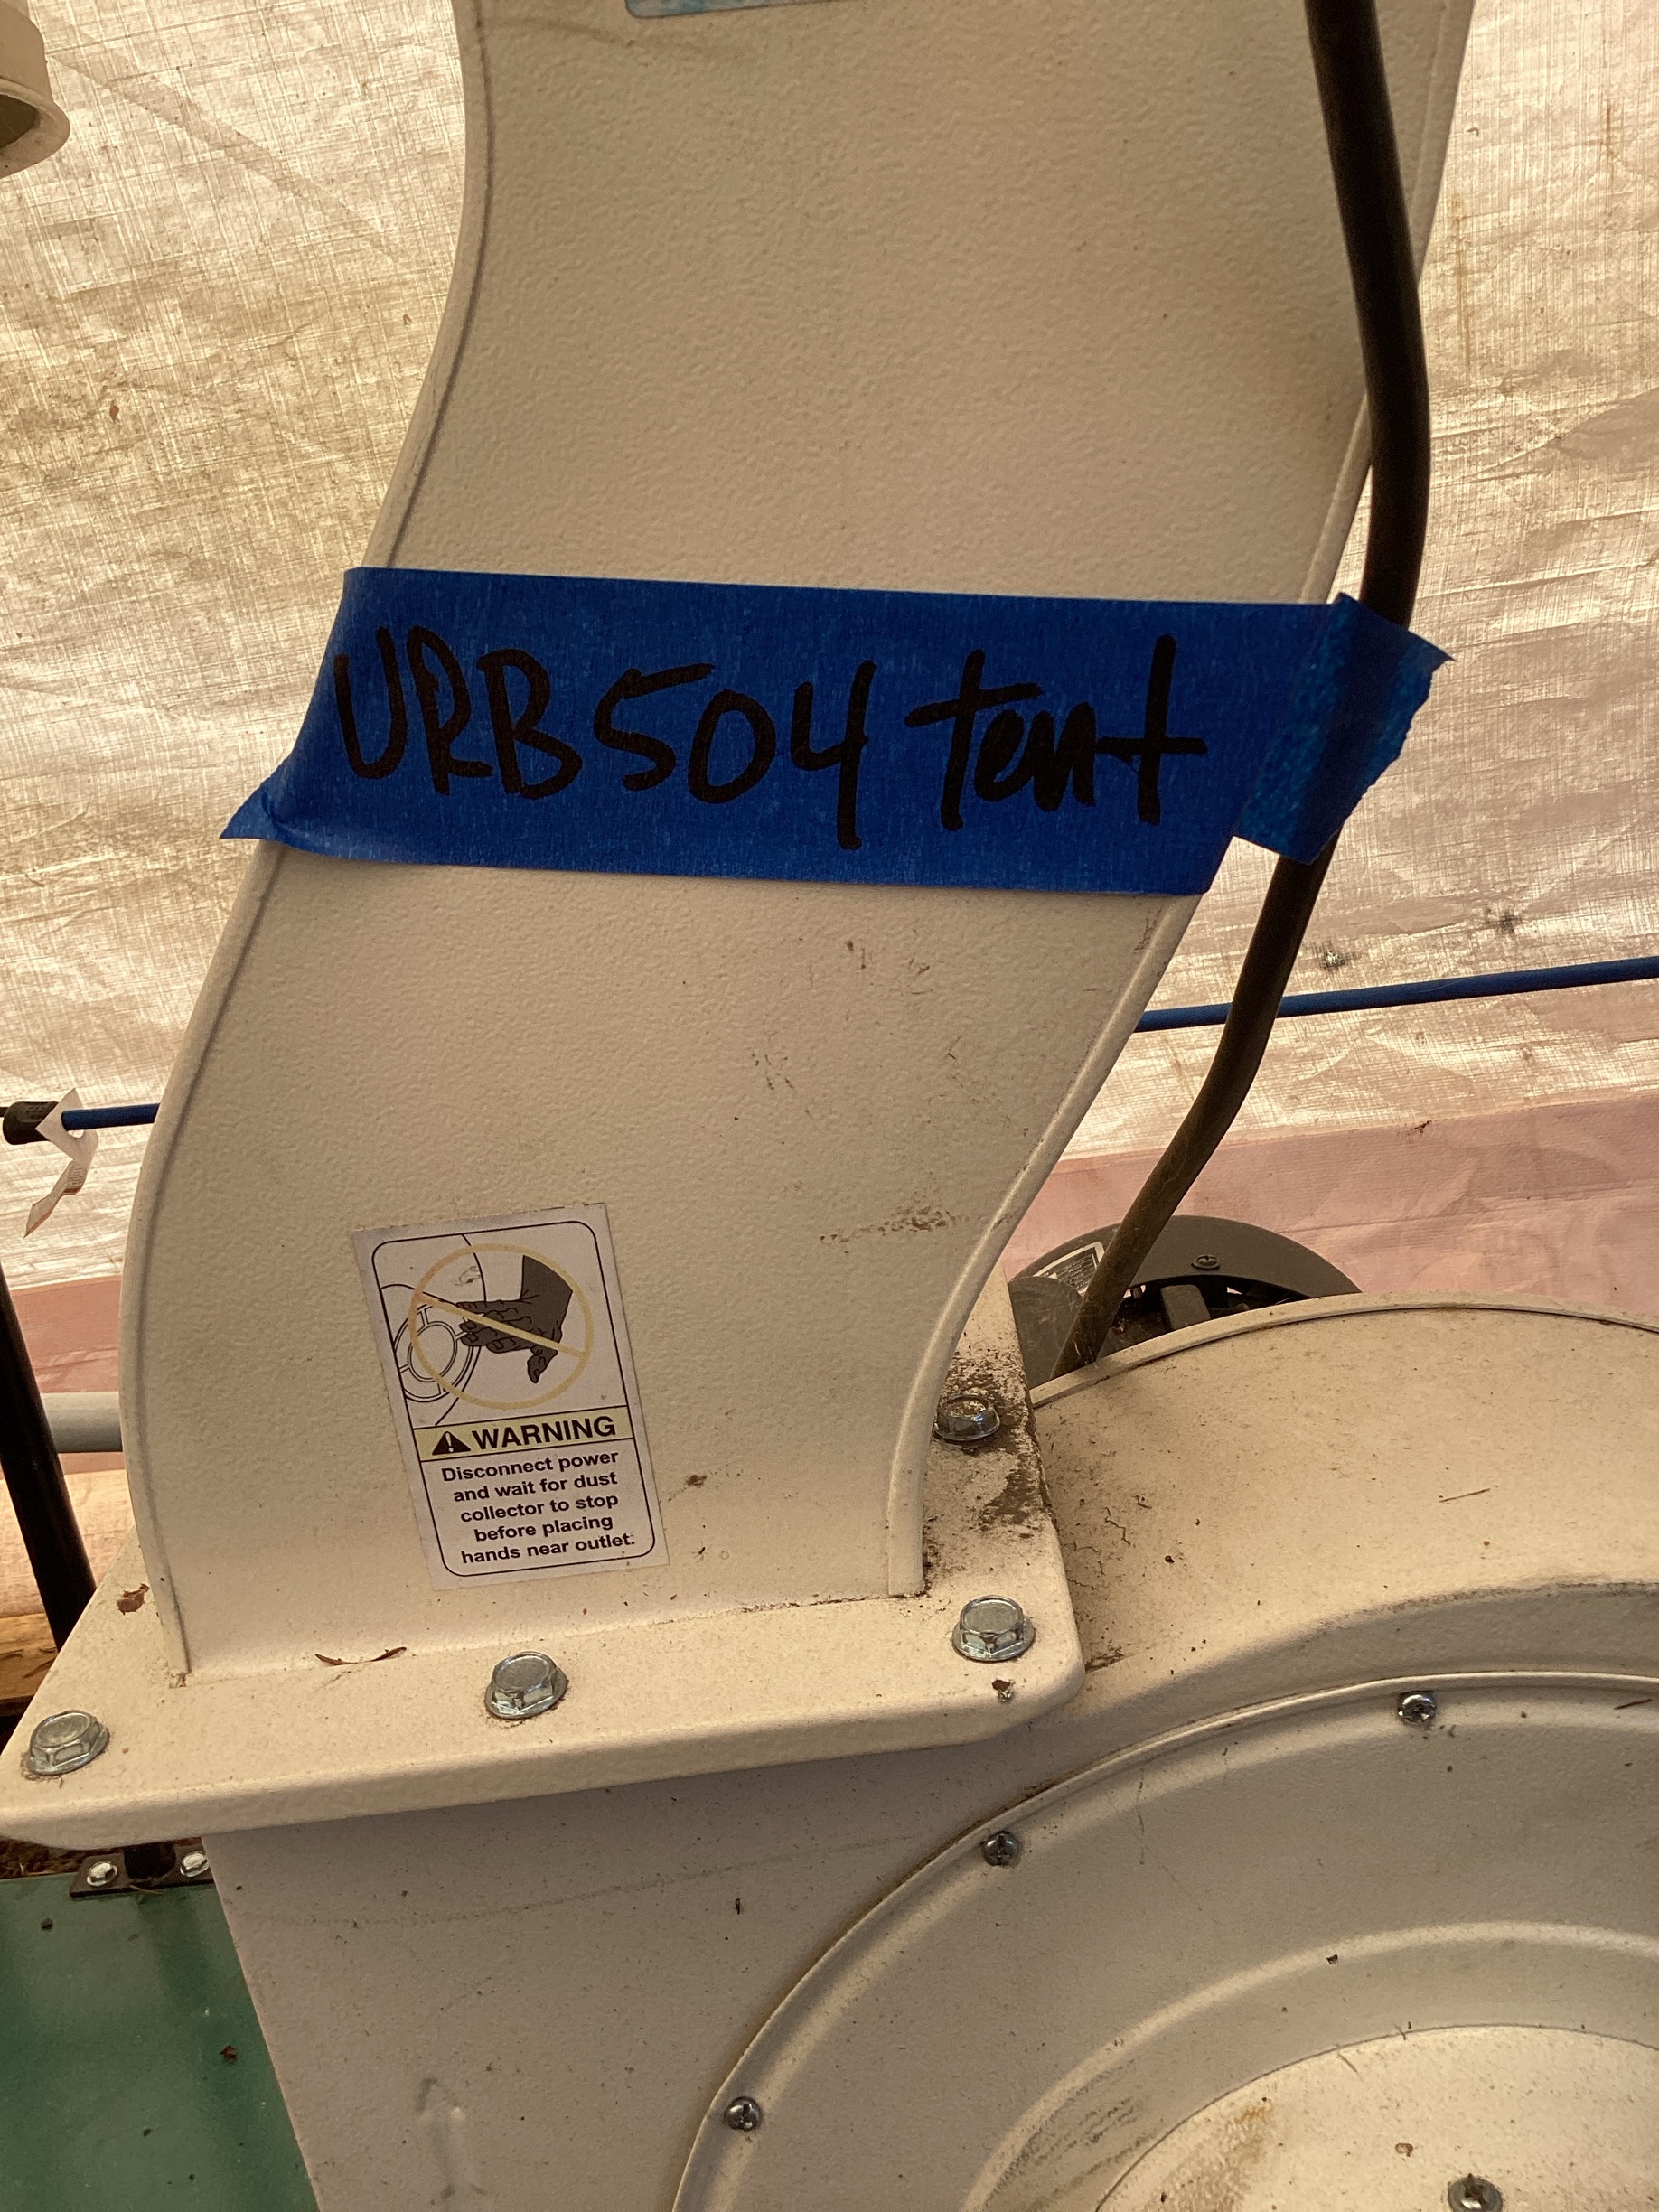 URB504 tent
WARNING
Disconnect power
and wait for dust
collector to stop
before placing
hands near outlet.